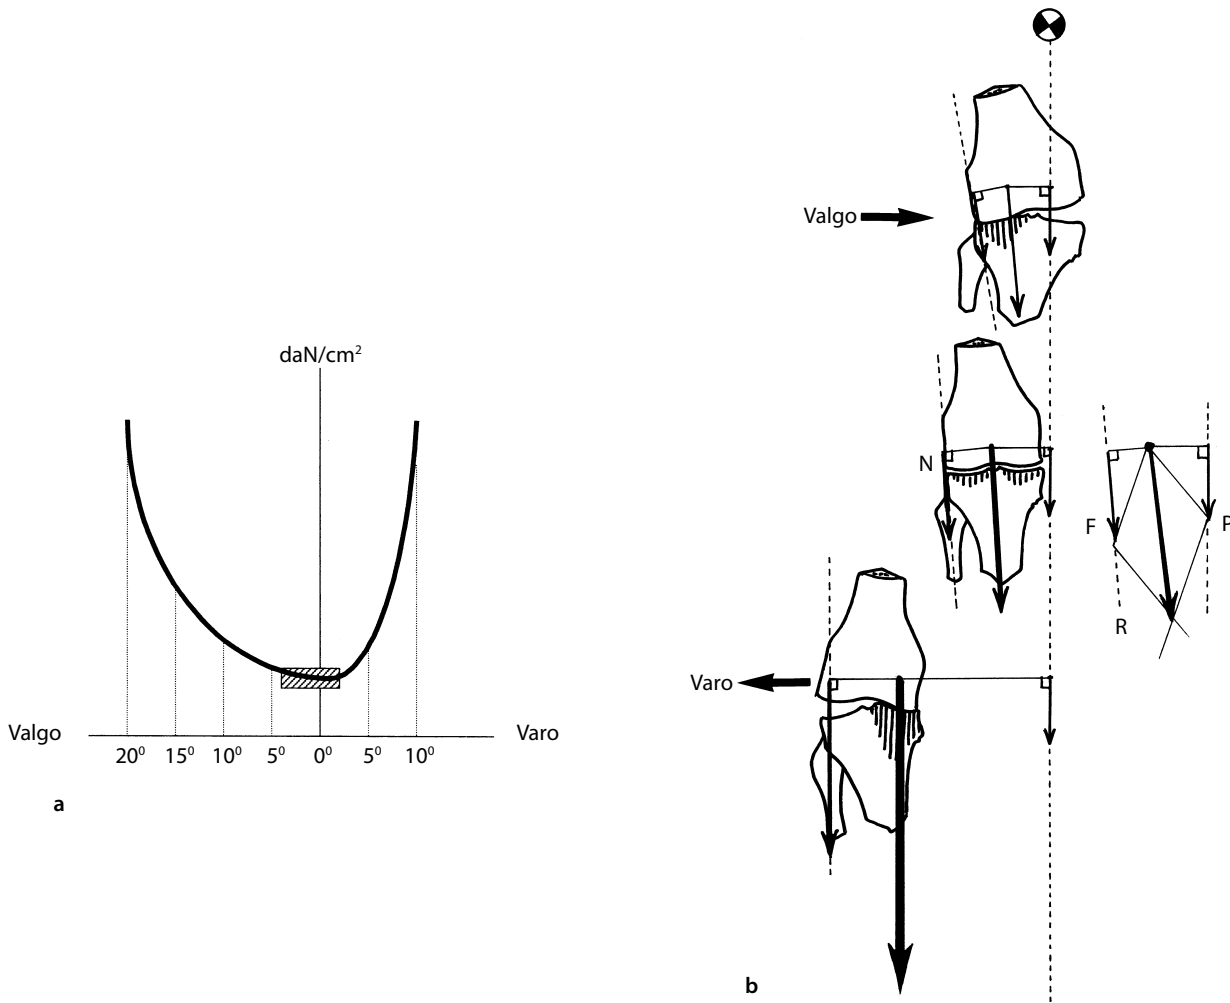 daN/cm²
Valgo
Varo
20⁰ 15⁰ 10⁰ 5⁰ 0⁰ 5⁰ 10⁰
a
Valgo
N
F
P
R
Varo
b